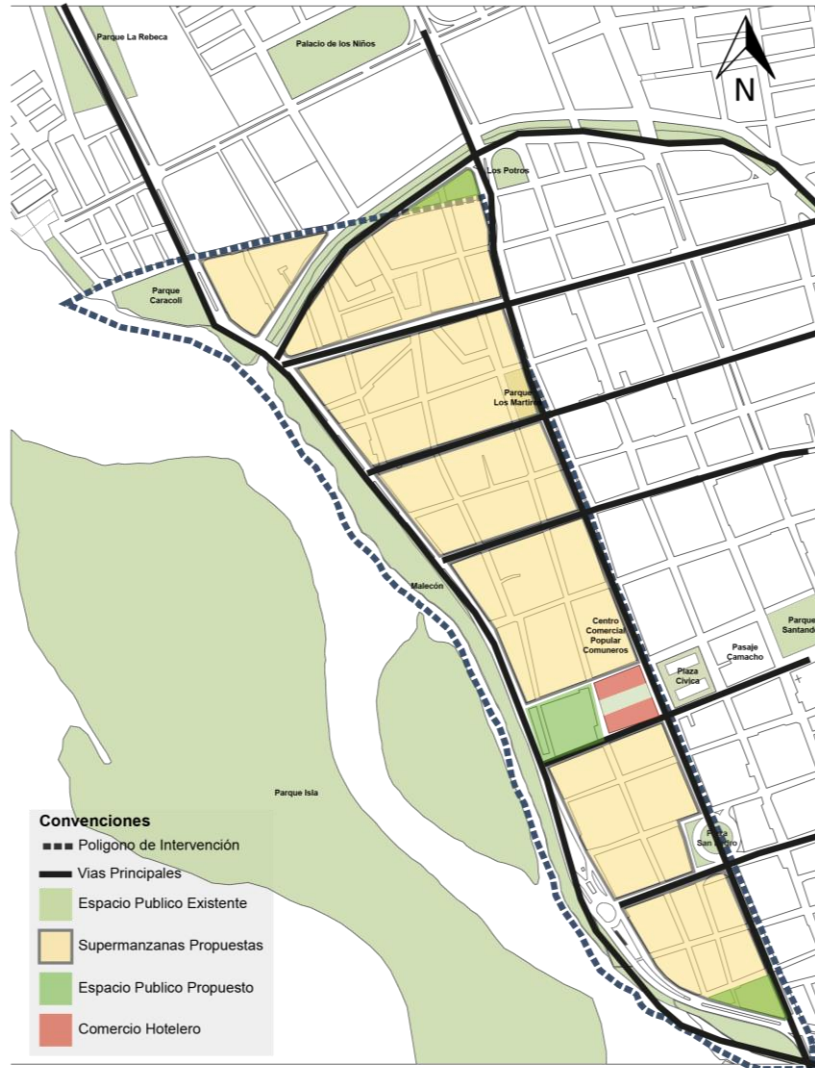 Parque La Rebeca
Palacio de los Niños
N
Los Potros
Parque
Caracolí
Parque
Los Martires
Malecón
Centro
Comercial
Popular
Comuneros
Parque
Santander
Pasaje
Camacho
Plaza
Civica
Parque Isla
San Pedro
Convenciones
Poligono de Intervención
Vias Principales
Espacio Publico Existente
Supermanzanas Propuestas
Espacio Publico Propuesto
Comercio Hotelero